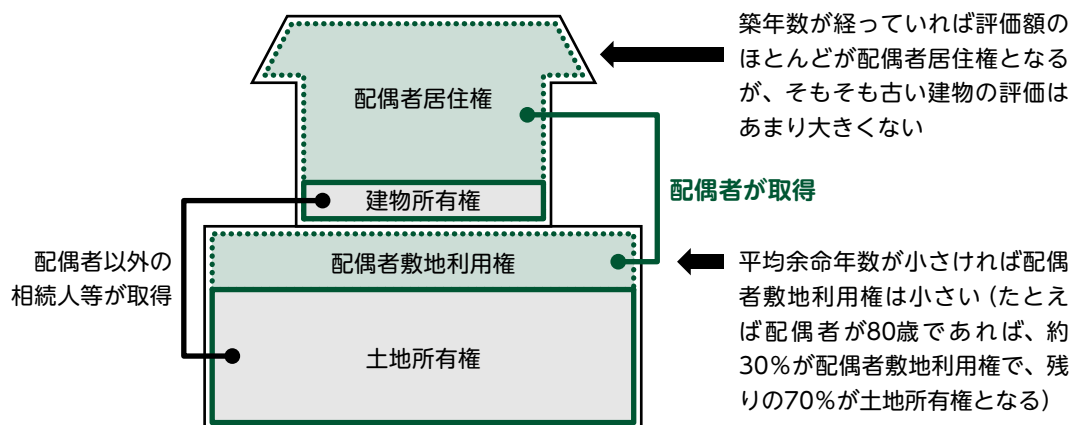 築年数が経っていれば評価額の
ほとんどが配偶者居住権となる
が、そもそも古い建物の評価は
あまり大きくない
配偶者居住権
配偶者が取得
建物所有権
配偶者以外の
相続人等が取得
配偶者敷地利用権
平均余命年数が小さければ配偶
者敷地利用権は小さい（たとえ
ば配偶者が80歳であれば、約
30％が配偶者敷地利用権で、残
りの70％が土地所有権となる）
土地所有権